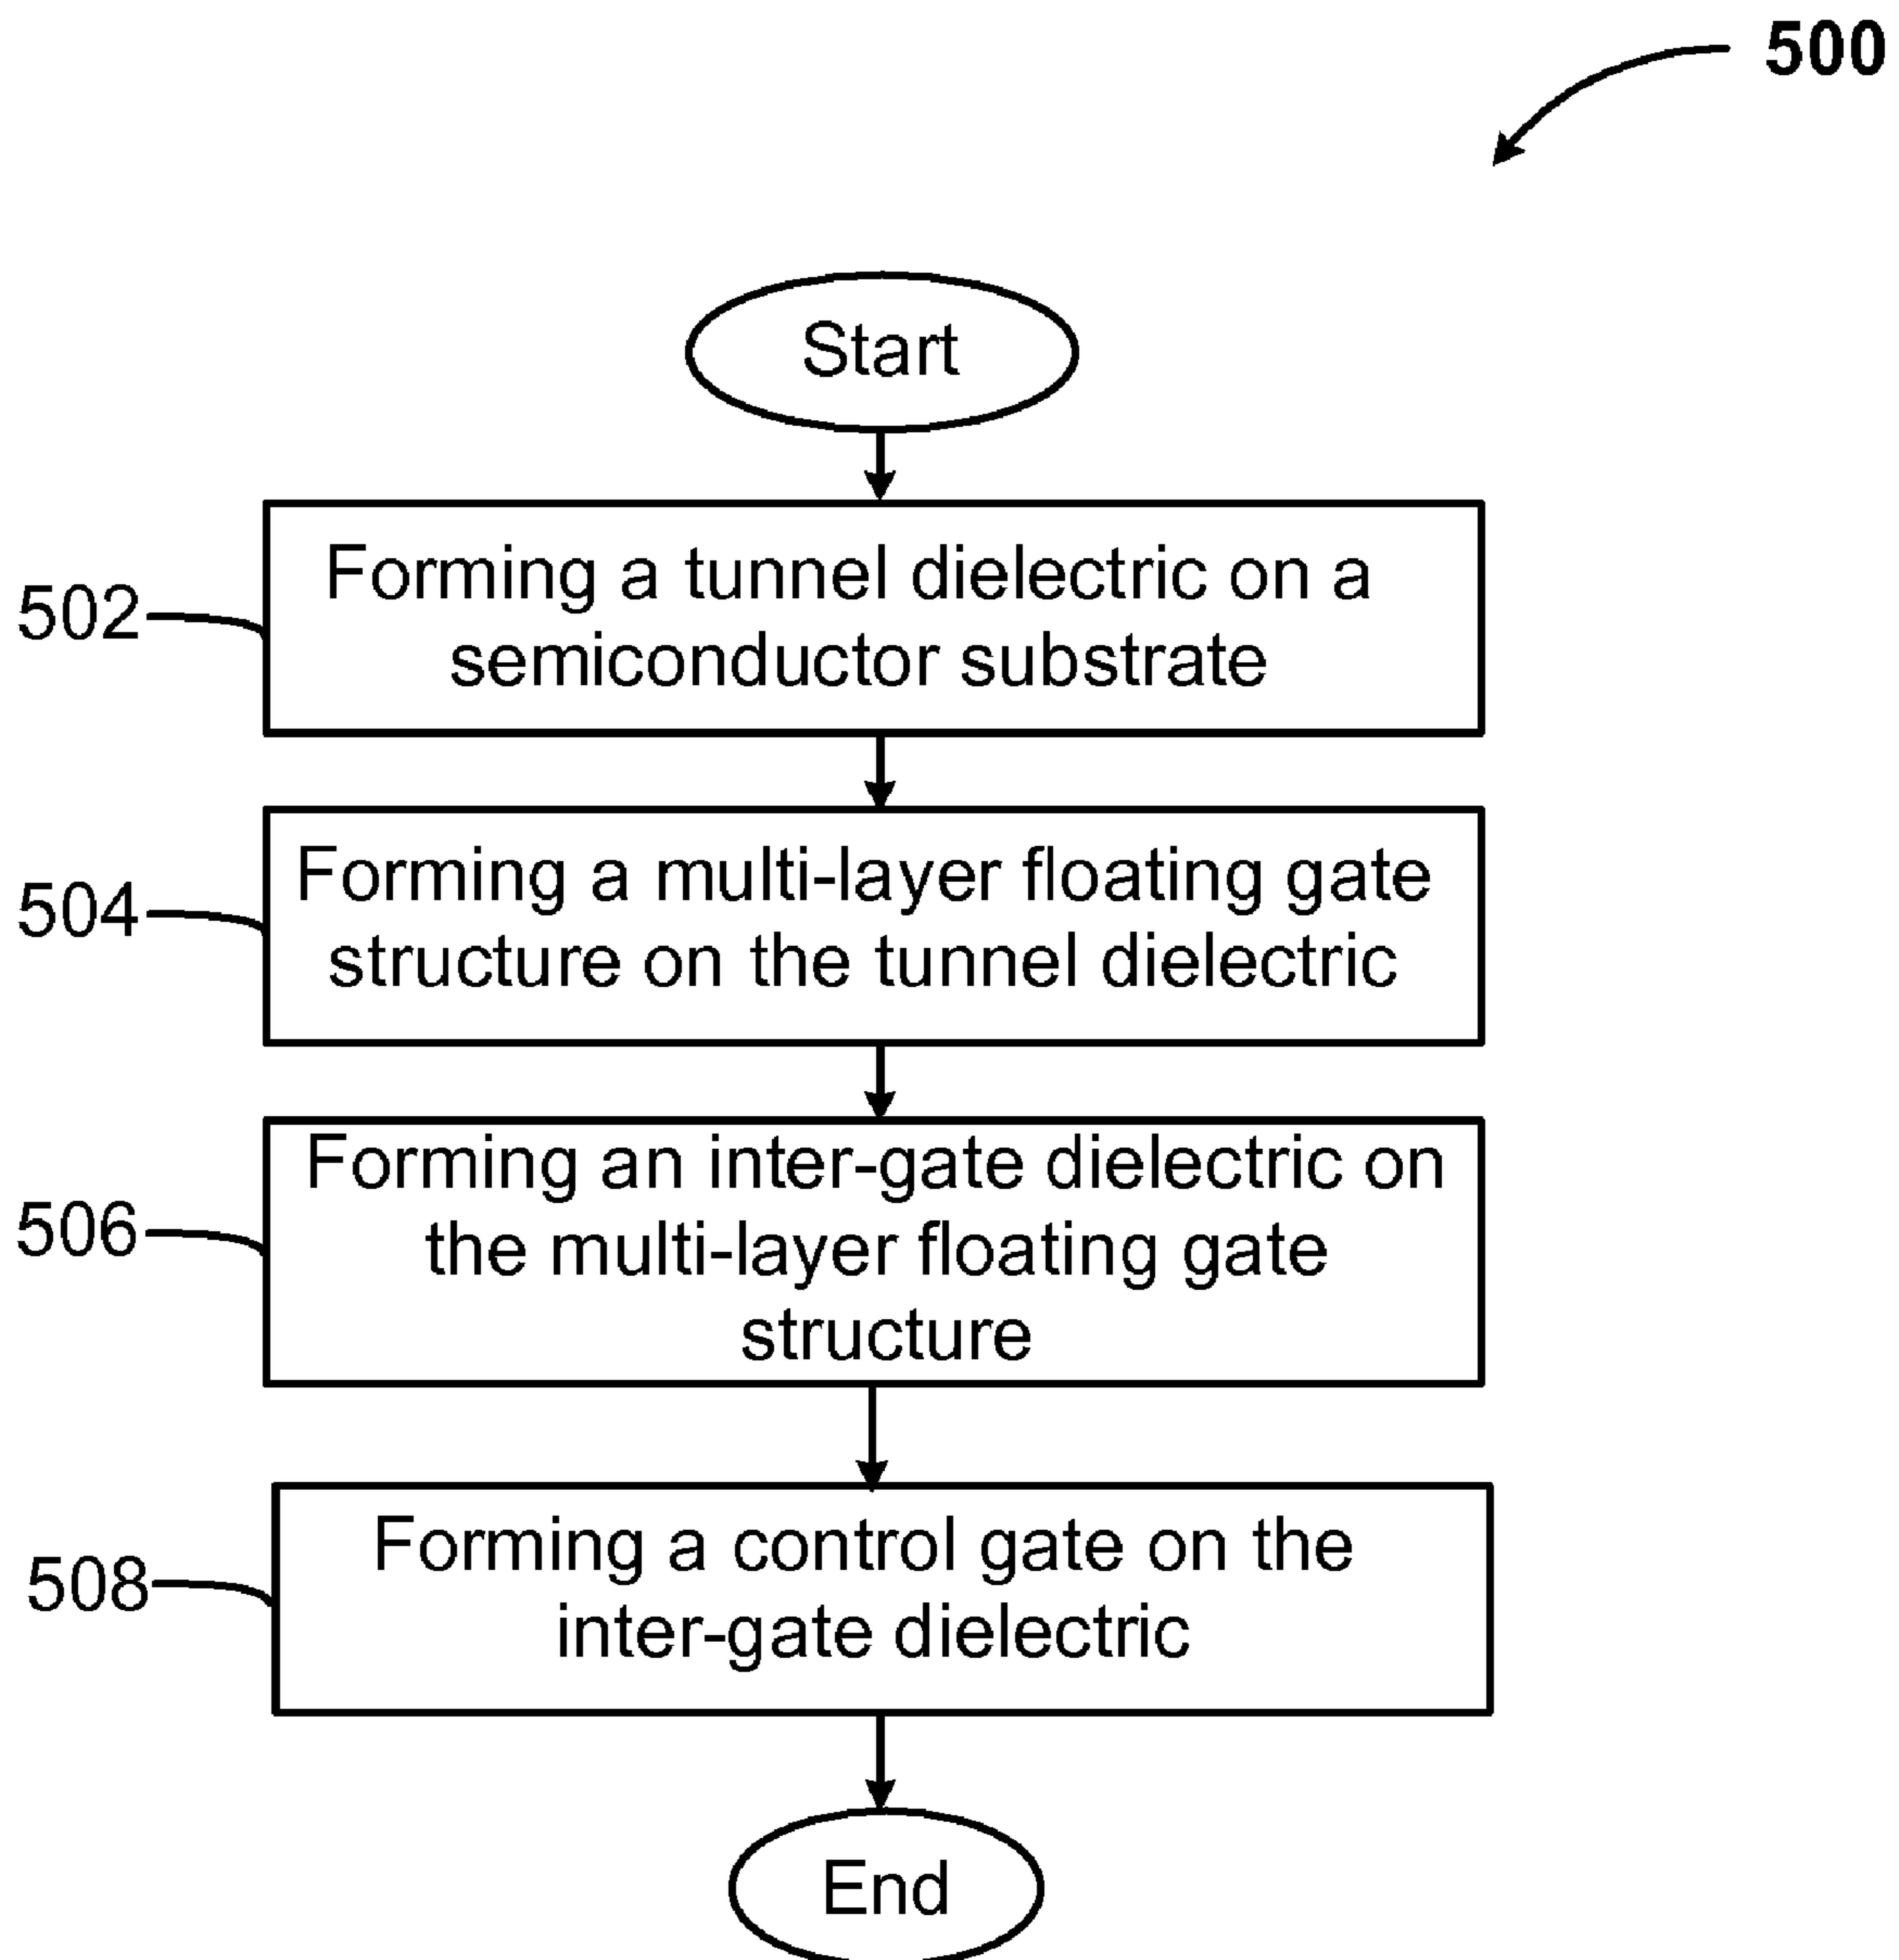 500
Start
502
Forming a tunnel dielectric on a
semiconductor substrate
504
Forming a multi-layer floating gate
structure on the tunnel dielectric
506
Forming an inter-gate dielectric on
the multi-layer floating gate
structure
508
Forming a control gate on the
inter-gate dielectric
End